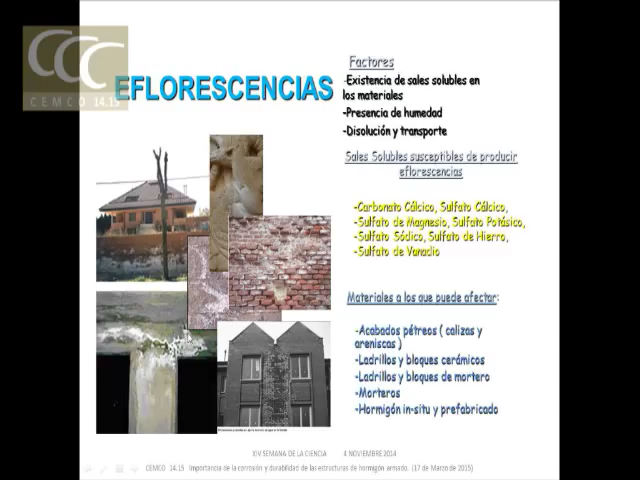 CCC
CEMCO 14.15
EFLORESCENCIAS
Factores
-Existencia de sales solubles en
los materiales
-Presencia de humedad
-Disolución y transporte
Sales Solubles susceptibles de producir
eflorescencias
-Carbonato Cálcico, Sulfato Cálcico,
-Sulfato de Magnesio, Sulfato Potásico,
-Sulfato Sódico, Sulfato de Hierro,
-Sulfato de Vanadio
Materiales a los que puede afectar:
-Acabados pétreos ( calizas y
areniscas )
-Ladrillos y bloques cerámicos
-Ladrillos y bloques de mortero
-Morteros
-Hormigón in-situ y prefabricado
XIV SEMANA DE LA CIENCIA 4 NOVIEMBRE 2014
CEMCO 14.15 Importancia de la corrosión y durabilidad de las estructuras de hormigón armado. (17 de Marzo de 2015)